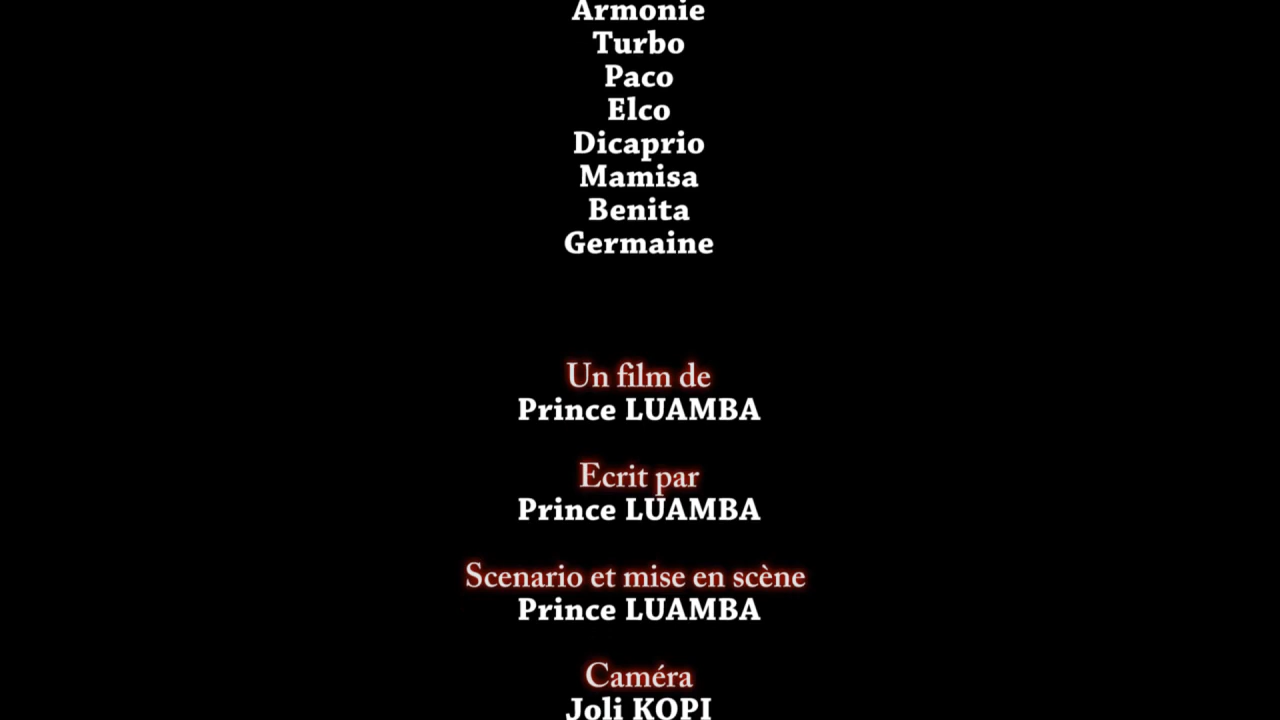 Armonie
Turbo
Paco
Elco
Dicaprio
Mamisa
Benita
Germaine
Un film de
Prince LUAMBA
Ecrit par
Prince LUAMBA
Scenario et mise en scène
Prince LUAMBA
Caméra
Joli KOPI